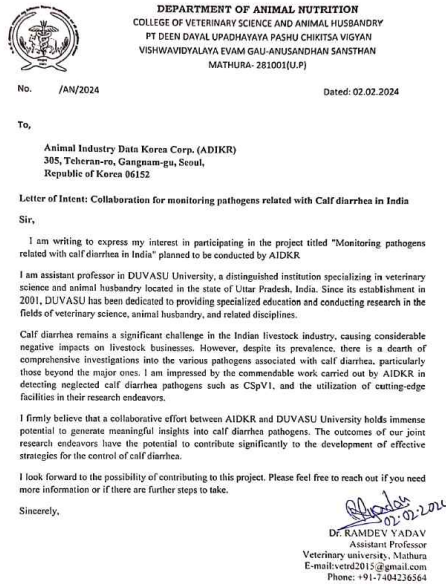 DEPARTMENT OF ANIMAL NUTRITION
COLLEGE OF VETERINARY SCIENCE AND ANIMAL HUSBANDRY
PT DEEN DAYAL UPADHAYAYA PASHU CHIKITSA VIGYAN
VISHWAVIDYALAYA EVAM GAU-ANUSANDHAN SANSTHAN
MATHURA- 281001(U.P)
No. /AN/2024 Dated: 02.02.2024
To,
Animal Industry Data Korea Corp. (ADIKR)
305, Teheran-ro, Gangnam-gu, Seoul,
Republic of Korea 06152
Letter of Intent: Collaboration for monitoring pathogens related with Calf diarrhea in India
Sir,
I am writing to express my interest in participating in the project titled "Monitoring pathogens
related with calf diarrhea in India" planned to be conducted by AIDKR
I am assistant professor in DUVASU University, a distinguished institution specializing in veterinary
science and animal husbandry located in the state of Uttar Pradesh, India. Since its establishment in
2001, DUVASU has been dedicated to providing specialized education and conducting research in the
fields of veterinary science, animal husbandry, and related disciplines.
Calf diarrhea remains a significant challenge in the Indian livestock industry, causing considerable
negative impacts on livestock businesses. However, despite its prevalence, there is a dearth of
comprehensive investigations into the various pathogens associated with calf diarrhea, particularly
those beyond the major ones. I am impressed by the commendable work carried out by AIDKR in
detecting neglected calf diarrhea pathogens such as CSpV1, and the utilization of cutting-edge
facilities in their research endeavors.
I firmly believe that a collaborative effort between AIDKR and DUVASU University holds immense
potential to generate meaningful insights into calf diarrhea pathogens. The outcomes of our joint
research endeavors have the potential to contribute significantly to the development of effective
strategies for the control of calf diarrhea.
I look forward to the possibility of contributing to this project. Please feel free to reach out if you need
more information or if there are further steps to take.
Sincerely,
02-02-2024
Dr. RAMDEV YADAV
Assistant Professor
Veterinary university, Mathura
E-mail:vetrd2015@gmail.com
Phone: +91-7404236564